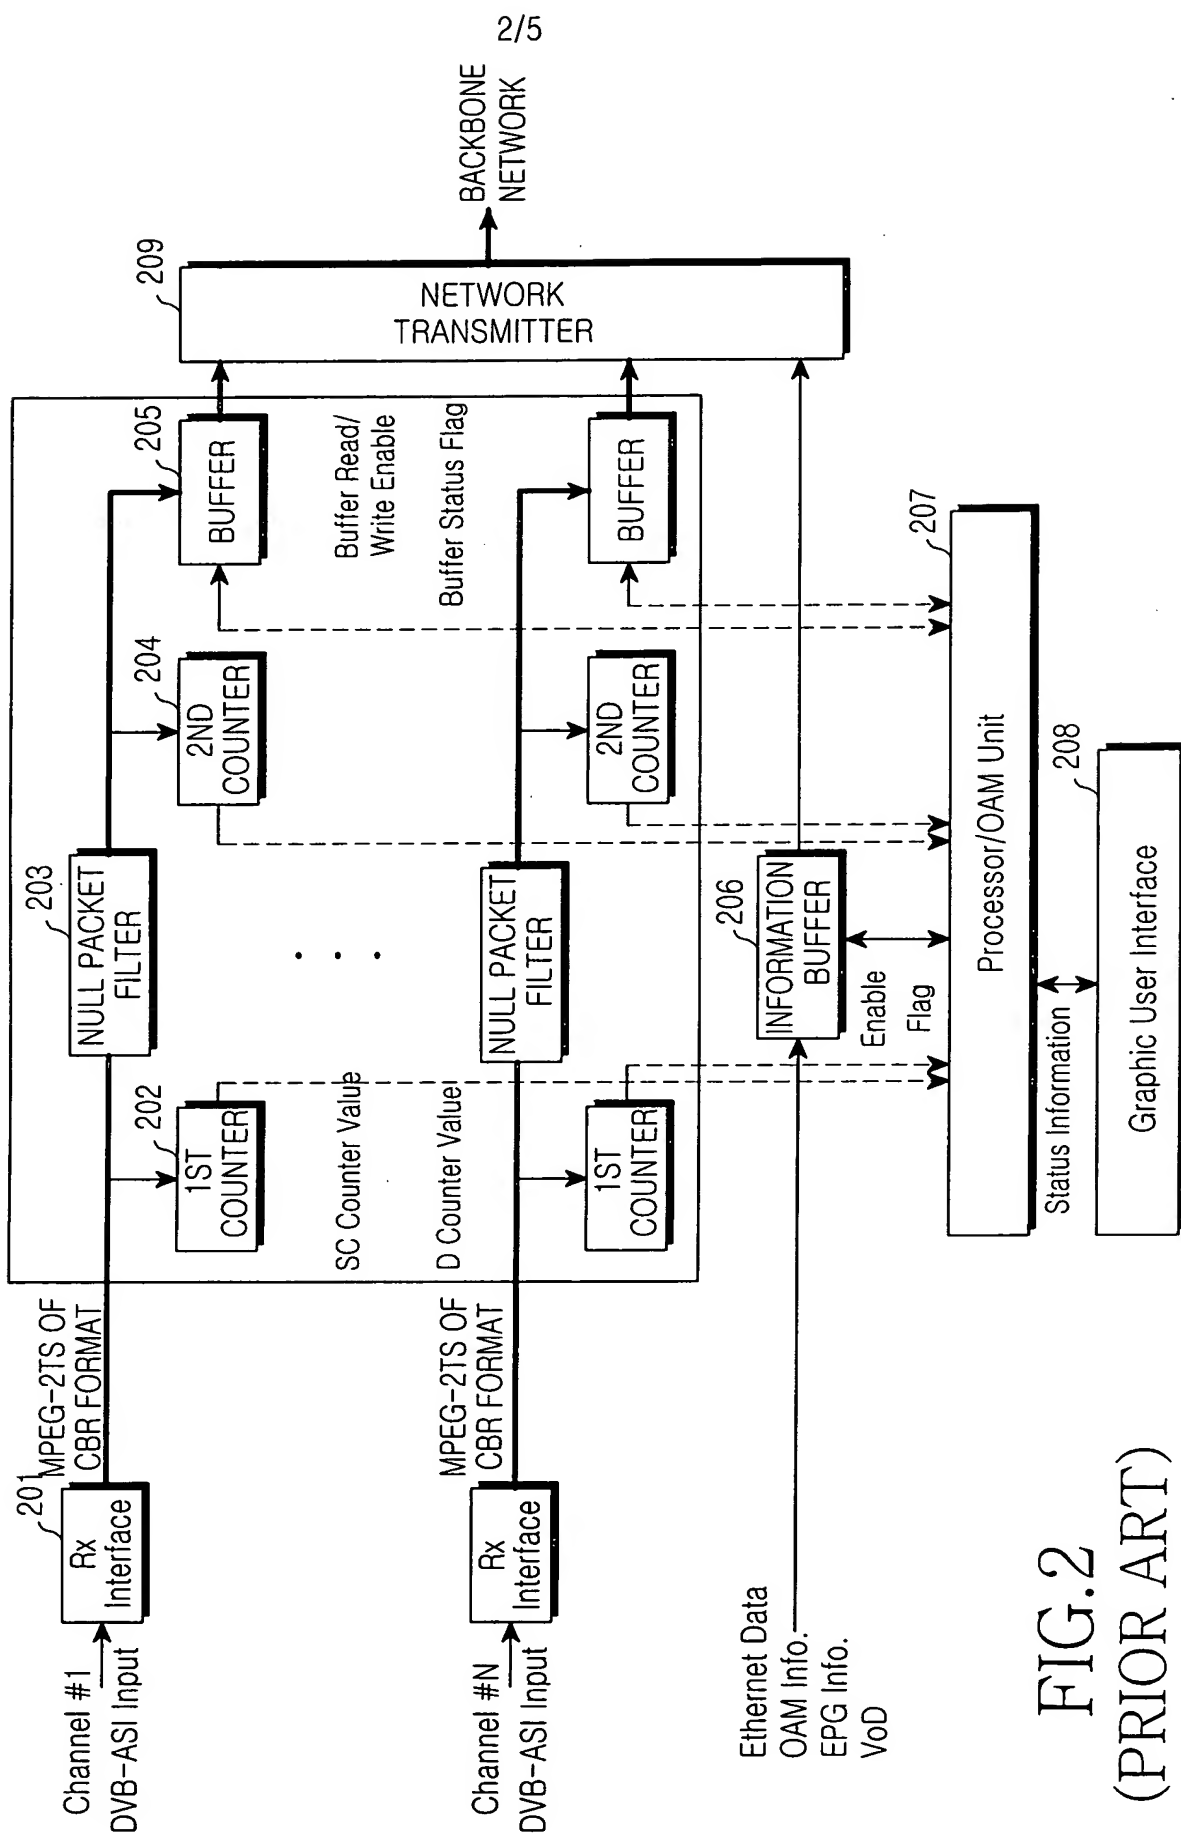 2/5
Channel #1
DVB-ASI Input
201
Rx
Interface
MPEG-2TS OF
CBR FORMAT
202
1ST
COUNTER
203
NULL PACKET
FILTER
204
2ND
COUNTER
205
BUFFER
SC Counter Value
D Counter Value
Buffer Read/
Write Enable
Buffer Status Flag
209
NETWORK
TRANSMITTER
BACKBONE
NETWORK
Channel #N
DVB-ASI Input
Rx
Interface
MPEG-2TS OF
CBR FORMAT
1ST
COUNTER
NULL PACKET
FILTER
2ND
COUNTER
BUFFER
Ethernet Data
OAM Info.
EPG Info.
VoD
206
INFORMATION
BUFFER
Enable
Flag
207
Processor/OAM Unit
Status Information
208
Graphic User Interface
FIG.2
(PRIOR ART)